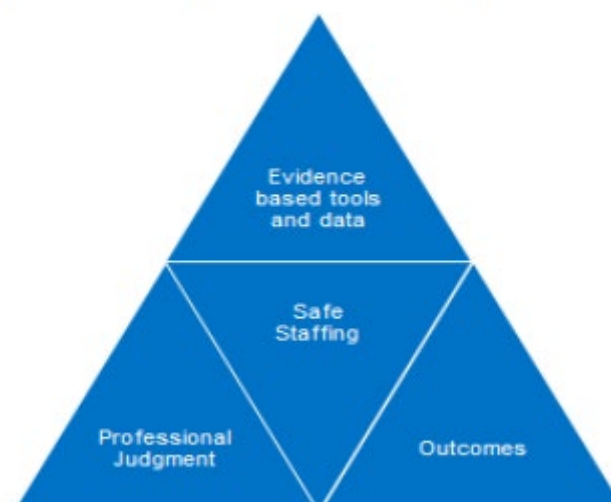 Evidence
based tools
and data
Safe
Staffing
Professional
Judgment
Outcomes